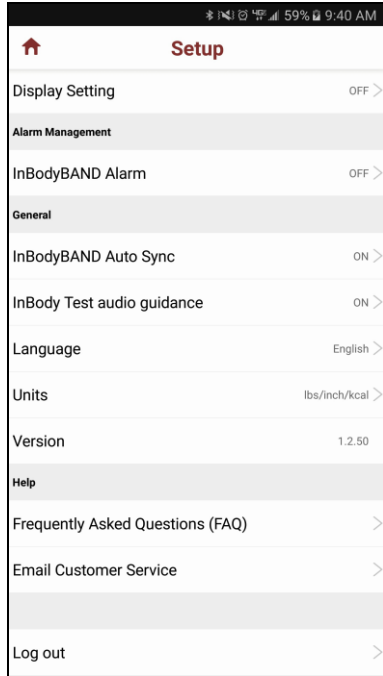 59% 9:40 AM
Setup
Display Setting OFF
Alarm Management
InBodyBAND Alarm OFF
General
InBodyBAND Auto Sync ON
InBody Test audio guidance ON
Language English
Units lbs/inch/kcal
Version 1.2.50
Help
Frequently Asked Questions (FAQ)
Email Customer Service
Log out